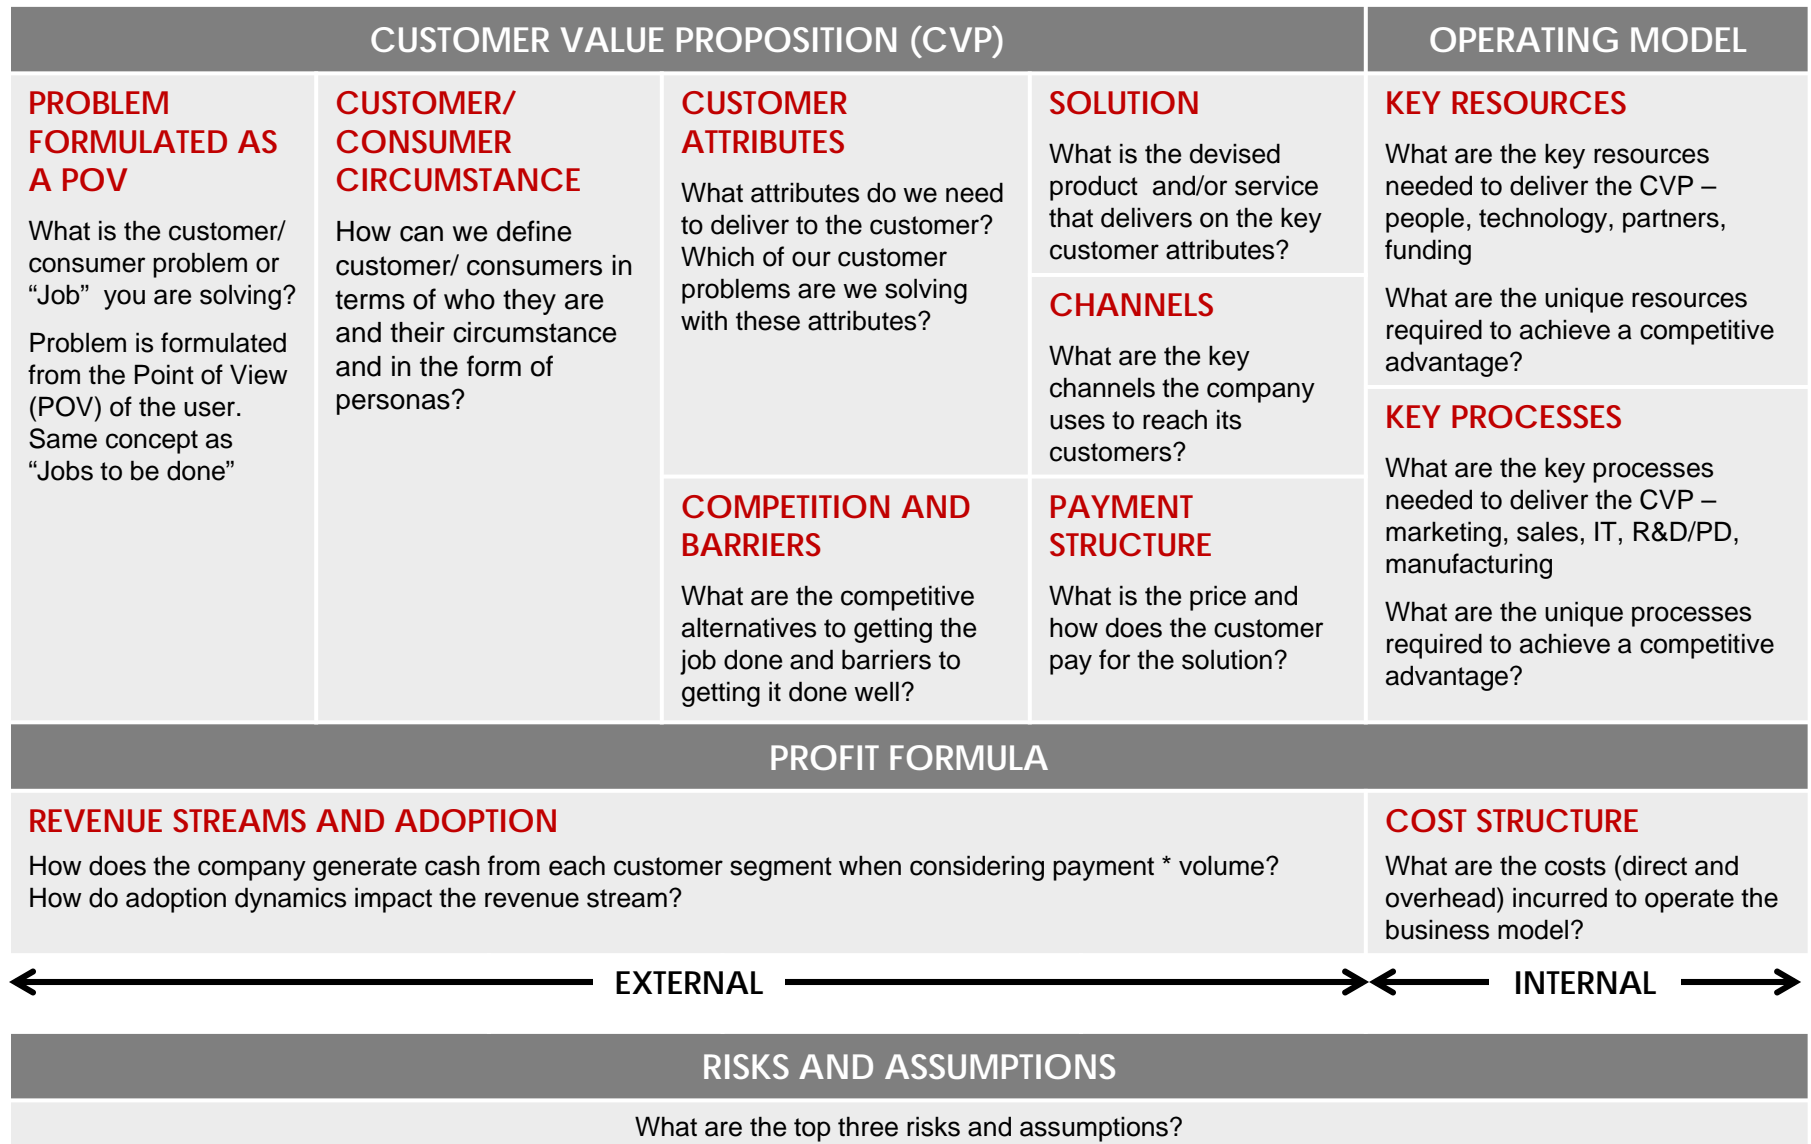 CUSTOMER VALUE PROPOSITION (CVP)
OPERATING MODEL
PROBLEM
FORMULATED AS
A POV
What is the customer/
consumer problem or
“Job”  you are solving?
Problem is formulated
from the Point of View
(POV) of the user.
Same concept as
“Jobs to be done”
CUSTOMER/
CONSUMER
CIRCUMSTANCE
How can we define
customer/ consumers in
terms of who they are
and their circumstance
and in the form of
personas?
CUSTOMER
ATTRIBUTES
What attributes do we need
to deliver to the customer?
Which of our customer
problems are we solving
with these attributes?
COMPETITION AND
BARRIERS
What are the competitive
alternatives to getting the
job done and barriers to
getting it done well?
SOLUTION
What is the devised
product  and/or service
that delivers on the key
customer attributes?
CHANNELS
What are the key
channels the company
uses to reach its
customers?
PAYMENT
STRUCTURE
What is the price and
how does the customer
pay for the solution?
KEY RESOURCES
What are the key resources
needed to deliver the CVP –
people, technology, partners,
funding
What are the unique resources
required to achieve a competitive
advantage?
KEY PROCESSES
What are the key processes
needed to deliver the CVP –
marketing, sales, IT, R&D/PD,
manufacturing
What are the unique processes
required to achieve a competitive
advantage?
PROFIT FORMULA
REVENUE STREAMS AND ADOPTION
How does the company generate cash from each customer segment when considering payment * volume?
How do adoption dynamics impact the revenue stream?
COST STRUCTURE
What are the costs (direct and
overhead) incurred to operate the
business model?
EXTERNAL
INTERNAL
RISKS AND ASSUMPTIONS
What are the top three risks and assumptions?